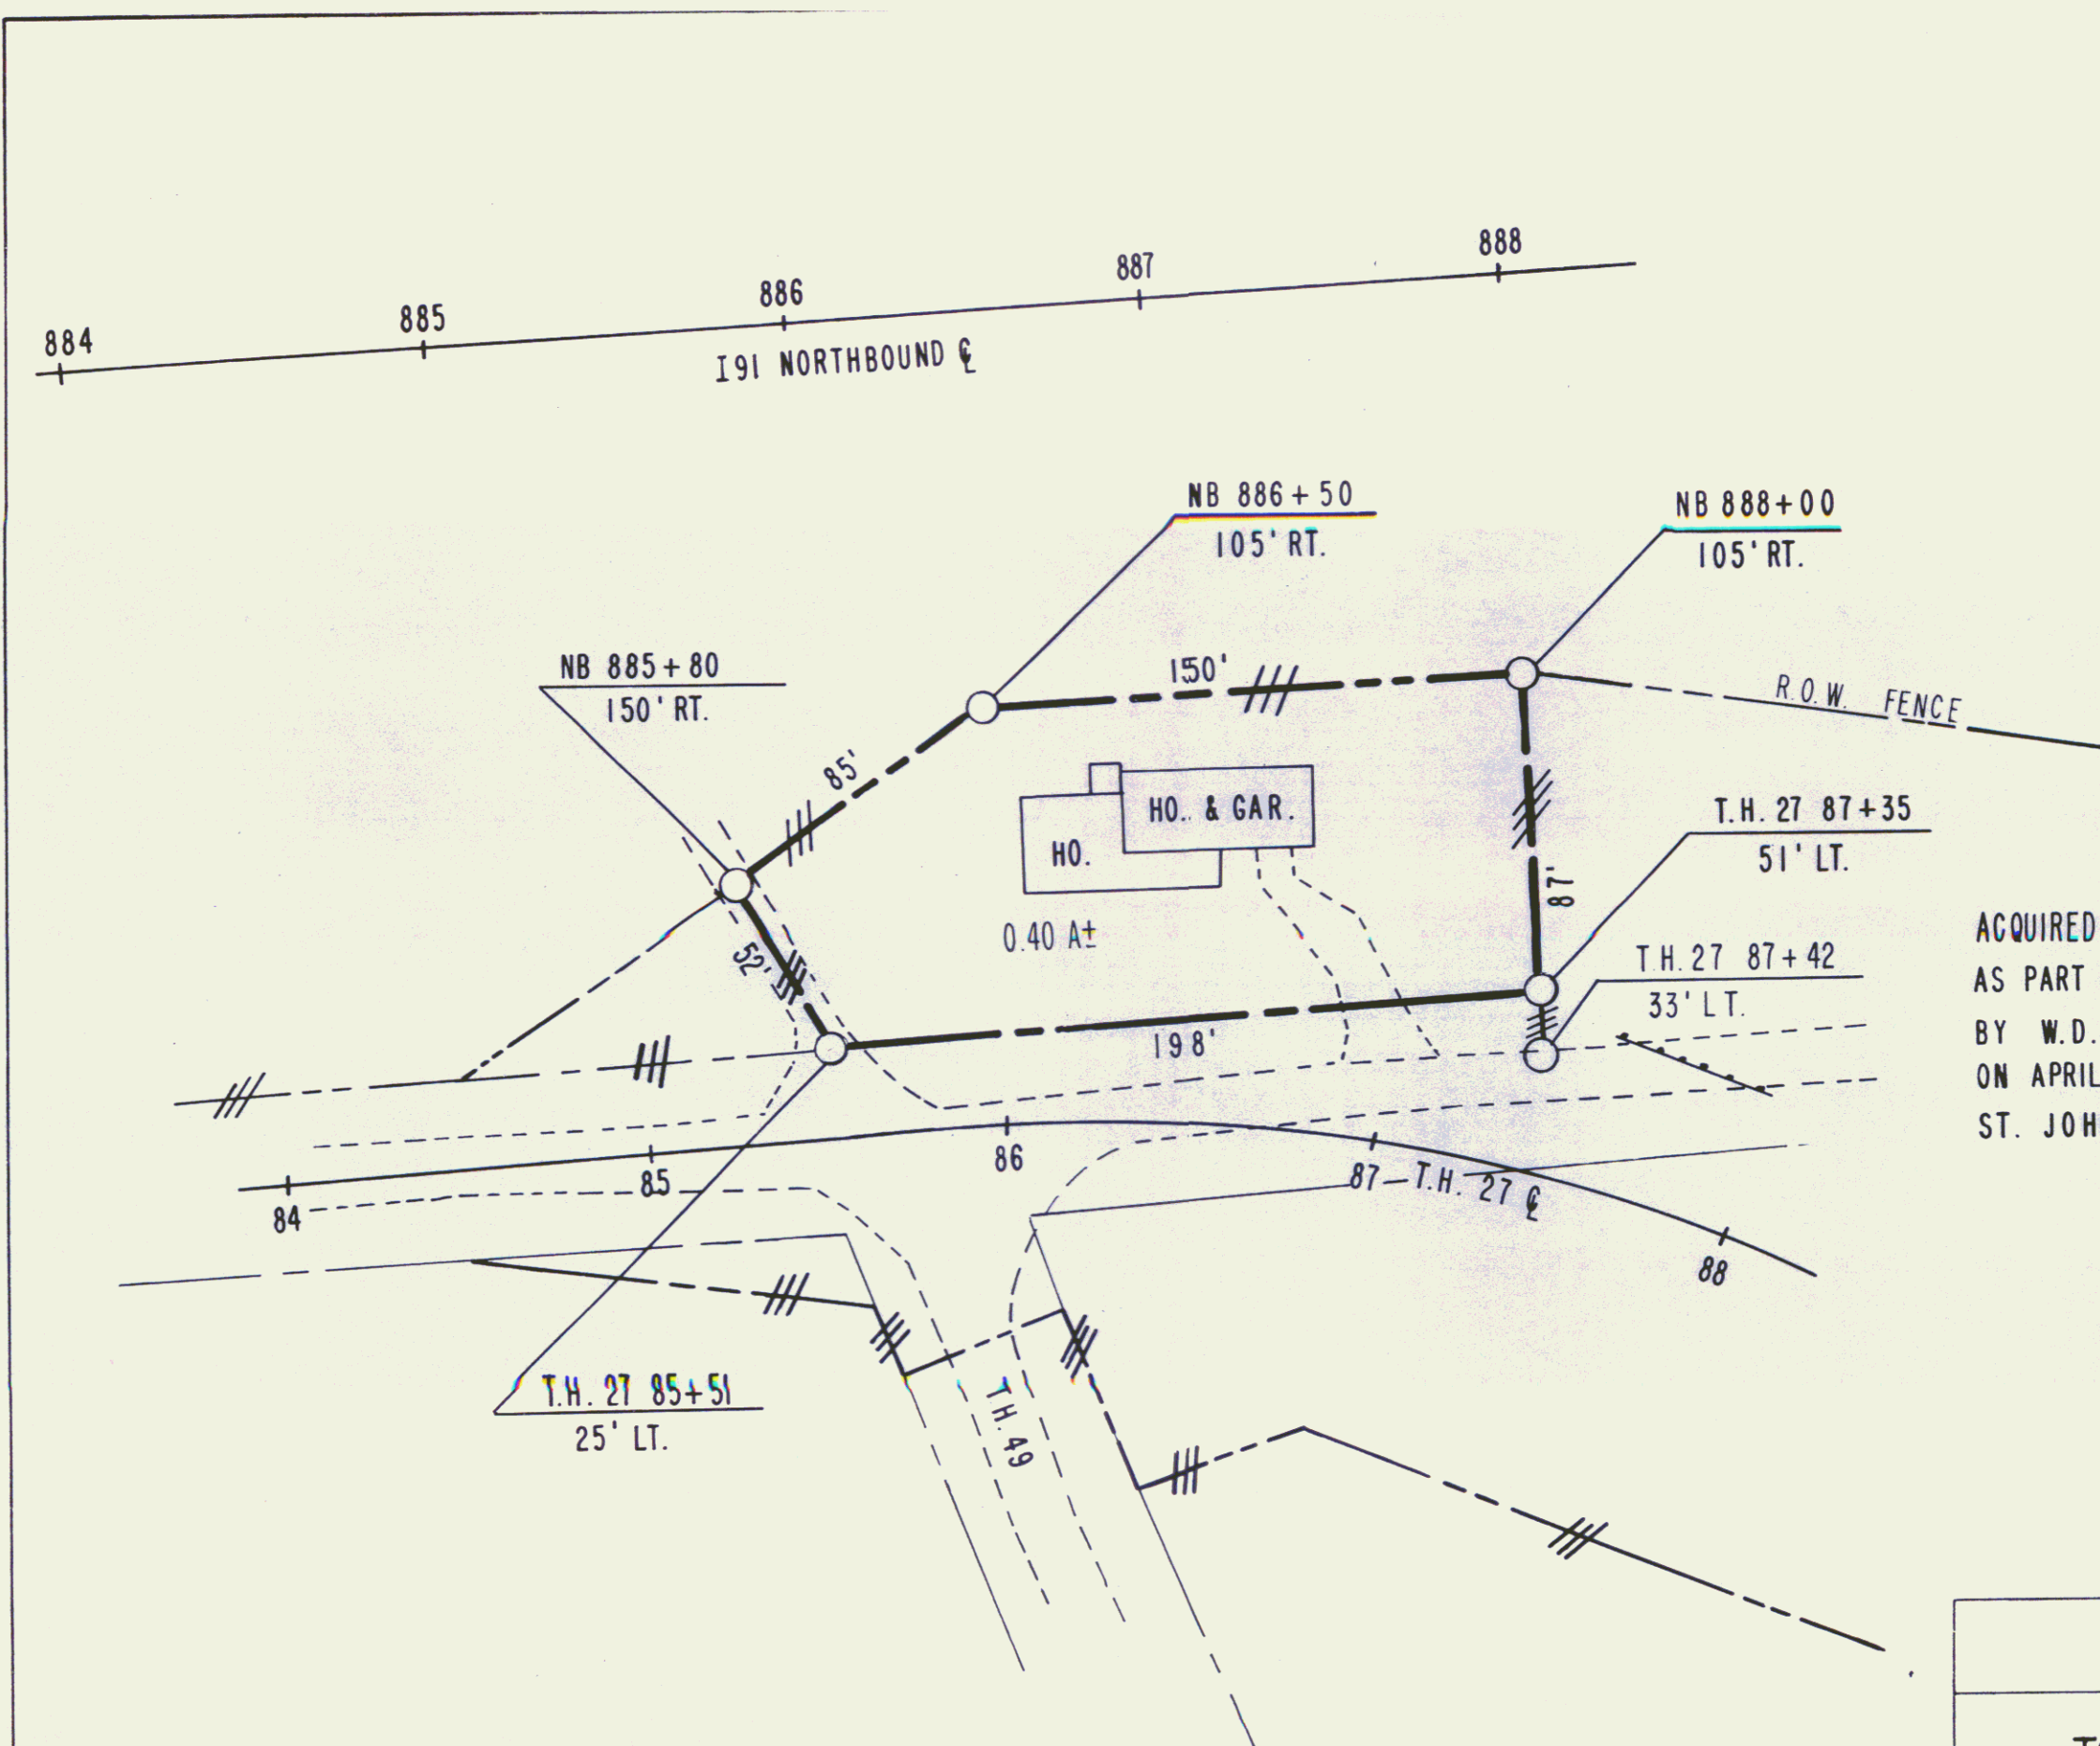 884
885
886
887
888
I91 NORTHBOUND ℄
NB 886+50
105' RT.
NB 888+00
105' RT.
NB 885+80
150' RT.
150'
R.O.W. FENCE
85'
HO. & GAR.
HO.
T.H. 27 87+35
51' LT.
87'
0.40 A±
52'
T.H. 27 87+42
33' LT.
198'
ACQUIRED
AS PART
BY W.D.
ON APRIL
ST. JOH
84
85
86
87
T.H. 27 ℄
88
T.H. 27 85+51
25' LT.
T.H. 49